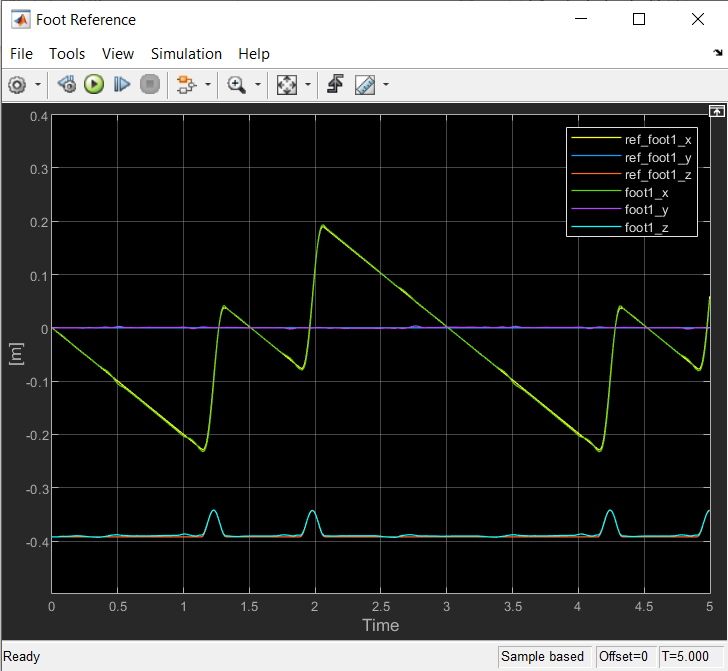 Foot Reference
File Tools View Simulation Help
0.4
0.3
0.2
0.1
0
-0.1
-0.2
-0.3
-0.4
[m]
ref_foot1_x
ref_foot1_y
ref_foot1_z
foot1_x
foot1_y
foot1_z
0 0.5 1 1.5 2 2.5 3 3.5 4 4.5 5
Time
Ready Sample based Offset=0 T=5.000